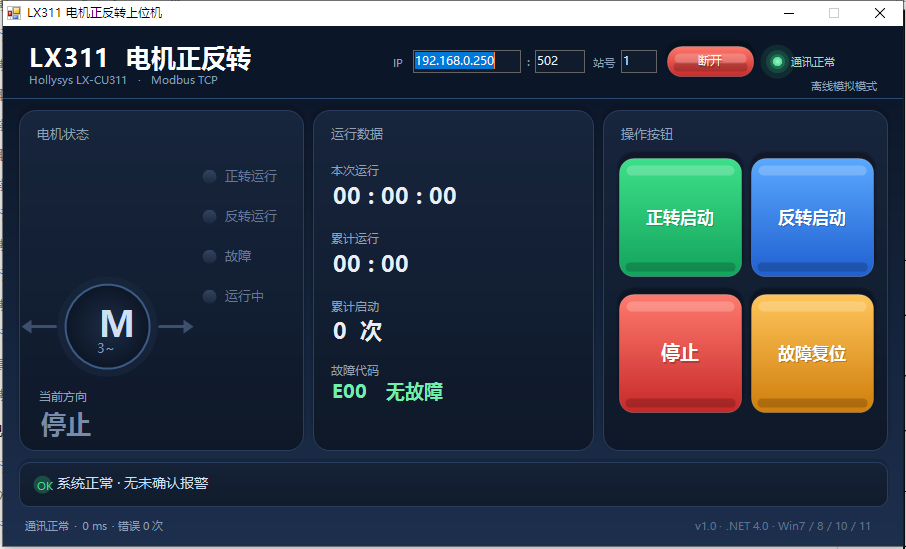 LX311 电机正反转上位机
LX311 电机正反转
Hollysys LX-CU311 · Modbus TCP
IP 192.168.0.250 : 502 站号 1 断开 通讯正常
离线模拟模式
电机状态
正转运行
反转运行
故障
运行中
M
3~
当前方向
停止
运行数据
本次运行
00 : 00 : 00
累计运行
00 : 00
累计启动
0 次
故障代码
E00 无故障
操作按钮
正转启动 反转启动
停止 故障复位
OK 系统正常 · 无未确认报警
通讯正常 · 0 ms · 错误 0 次
v1.0 · .NET 4.0 · Win7 / 8 / 10 / 11